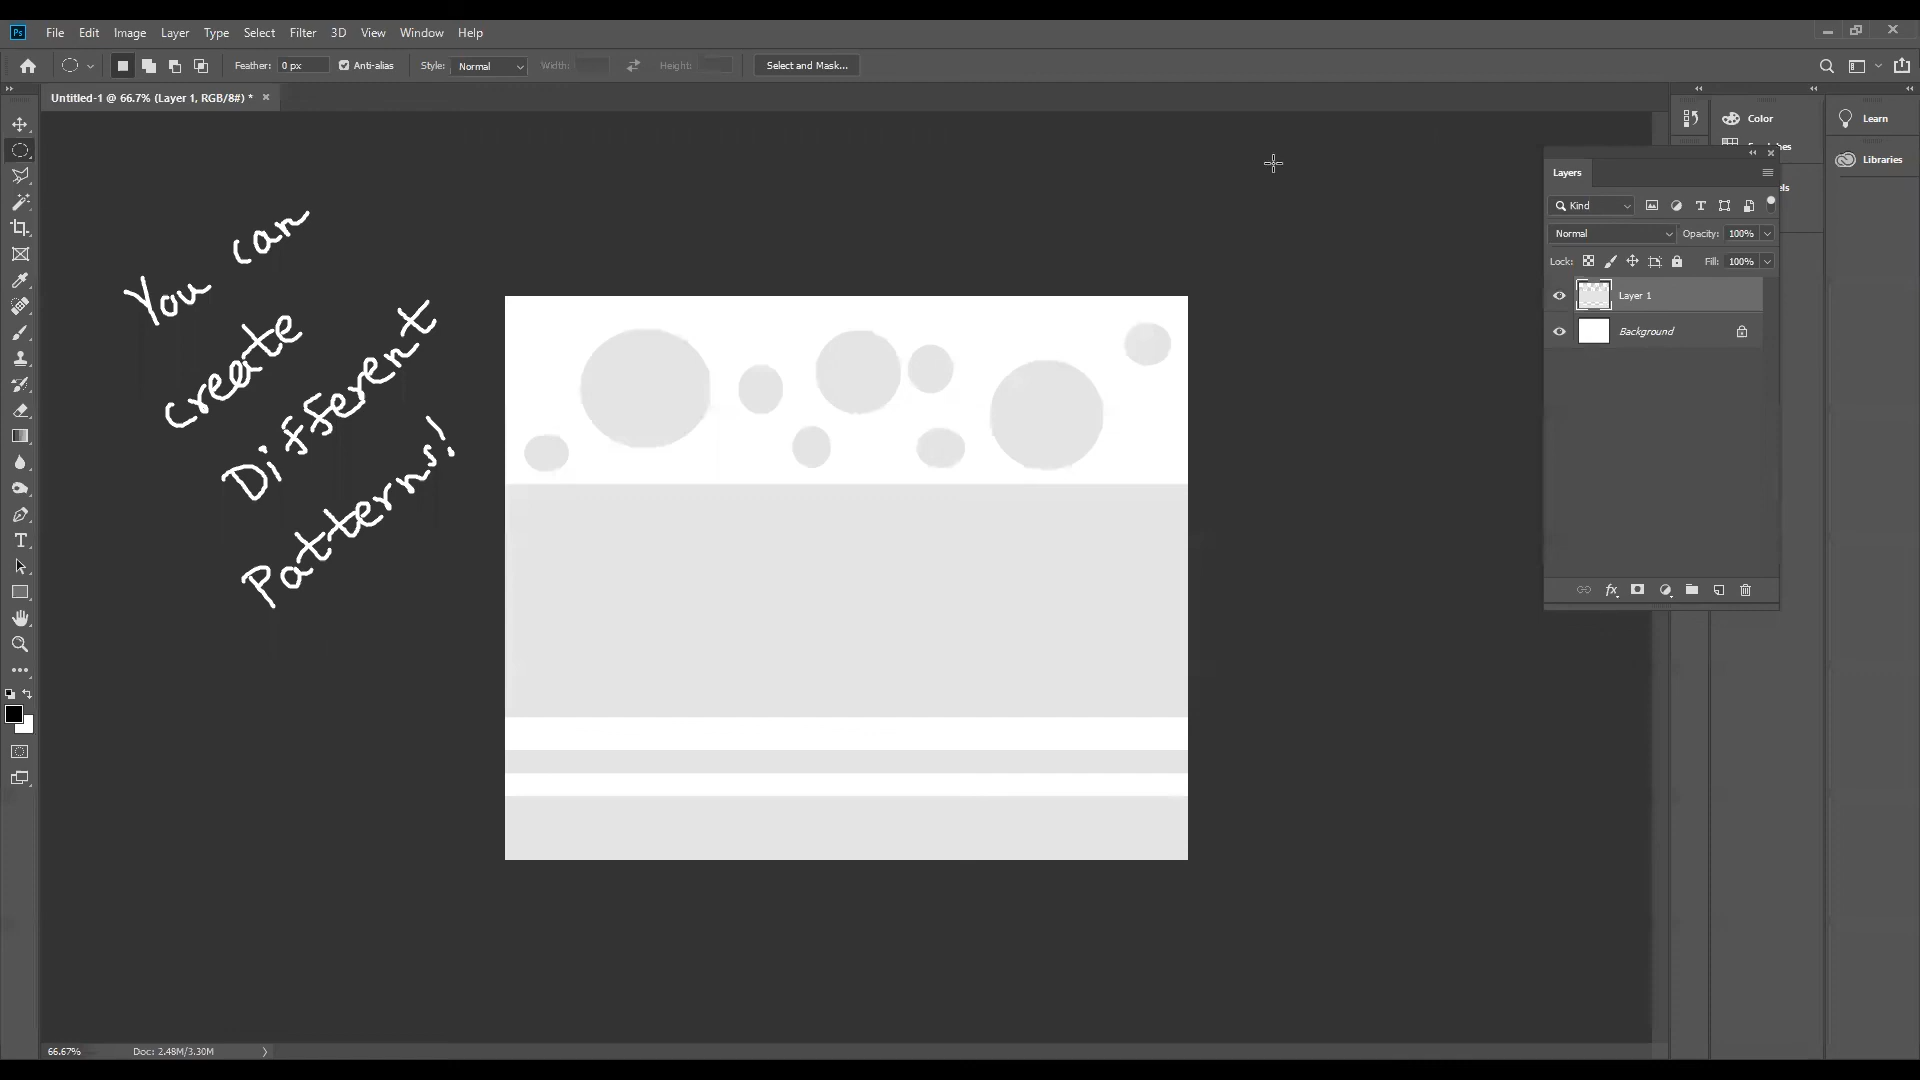 Ps File Edit Image Layer Type Select Filter 3D View Window Help
Feather: 0 px Anti-alias Style: Normal Width: Height: Select and Mask...
Untitled-1 @ 66.7% (Layer 1, RGB/8#) * ×
Color
Learn
Libraries
Layers
Kind
Normal Opacity: 100%
Lock: Fill: 100%
Layer 1
Background
fx
You can
create
Different
Patterns!
66.67% Doc: 2.48M/3.30M